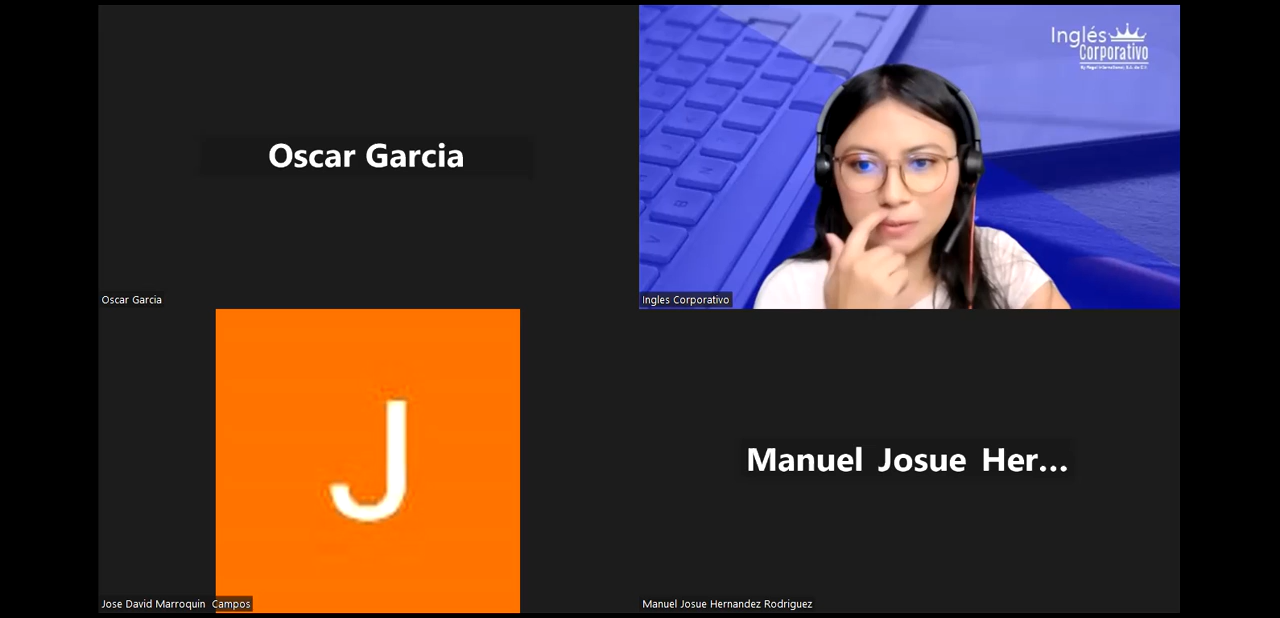 Oscar Garcia
Oscar Garcia
Inglés
Corporativo
Ingles Corporativo
J
Jose David Marroquin Campos
Manuel Josue Her...
Manuel Josue Hernandez Rodriguez